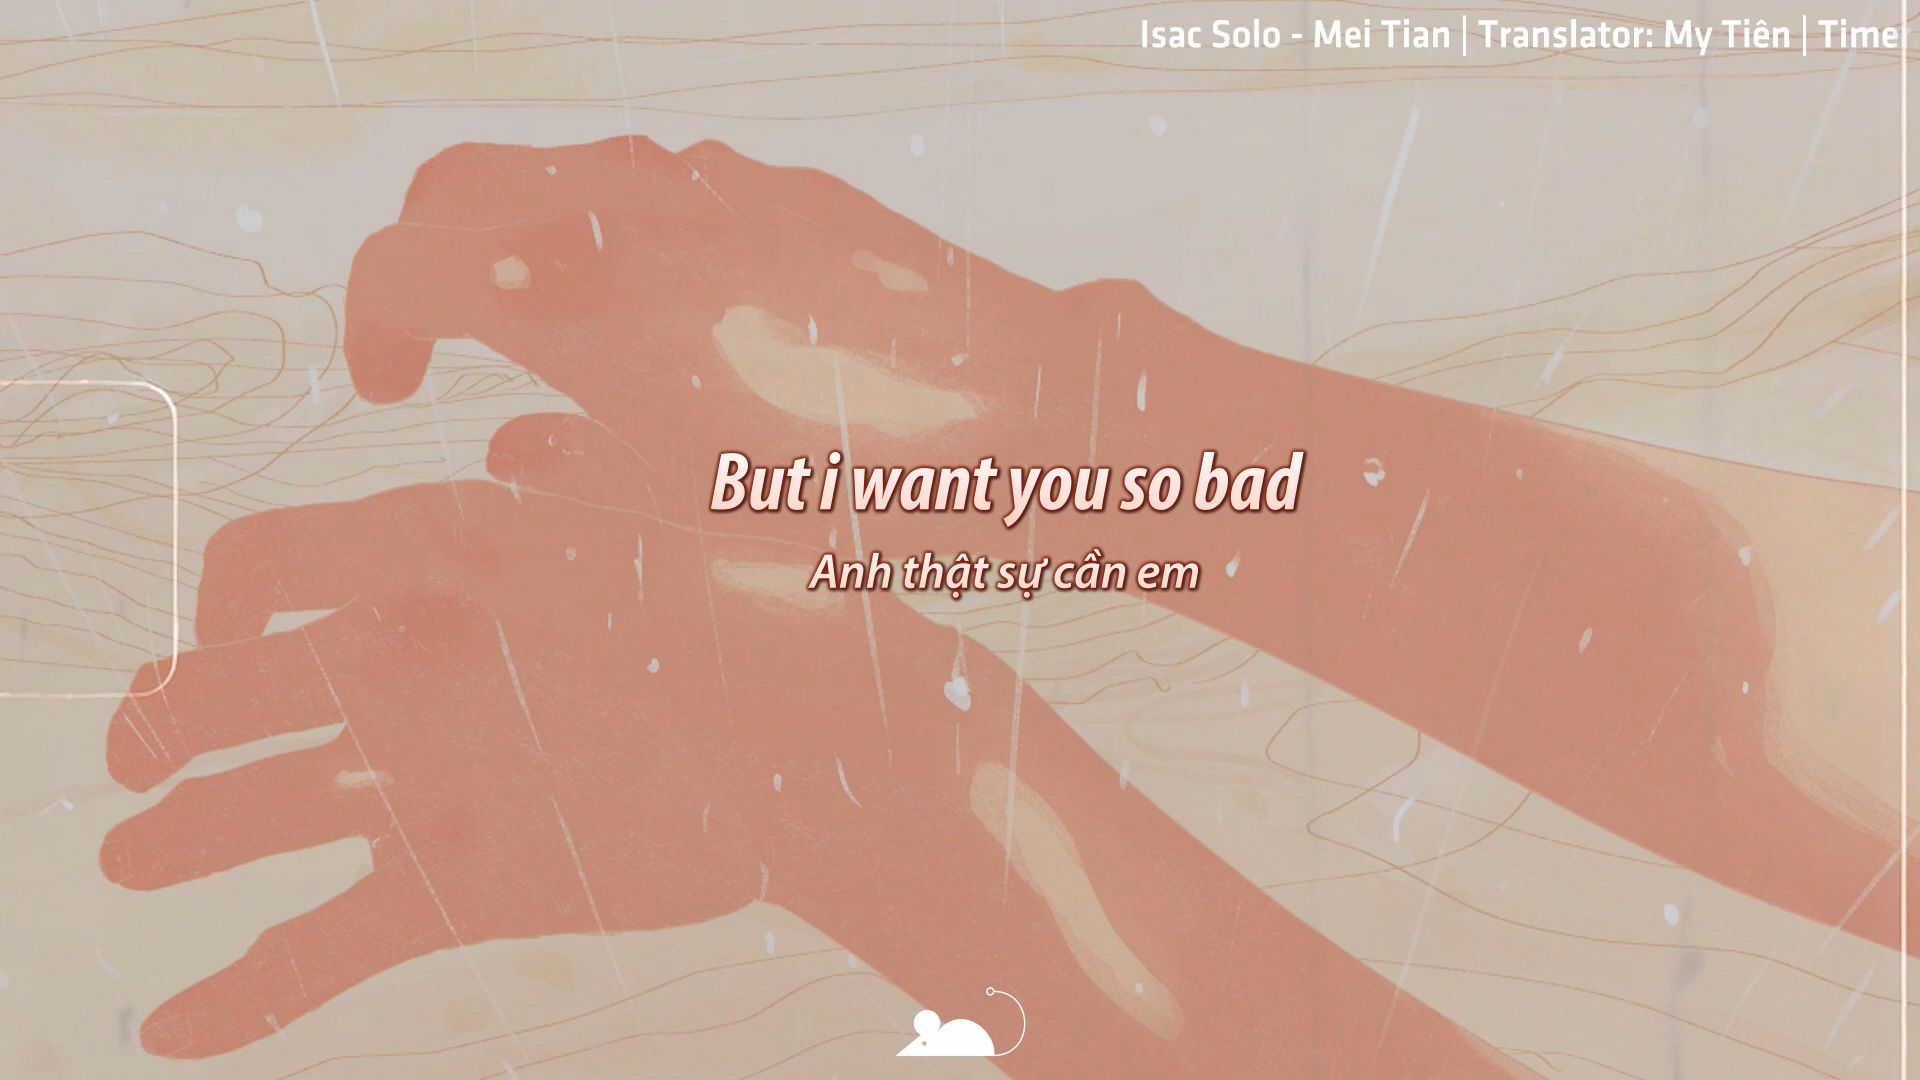 Isac Solo - Mei Tian | Translator: My Tiên | Time
But i want you so bad
Anh thật sự cần em